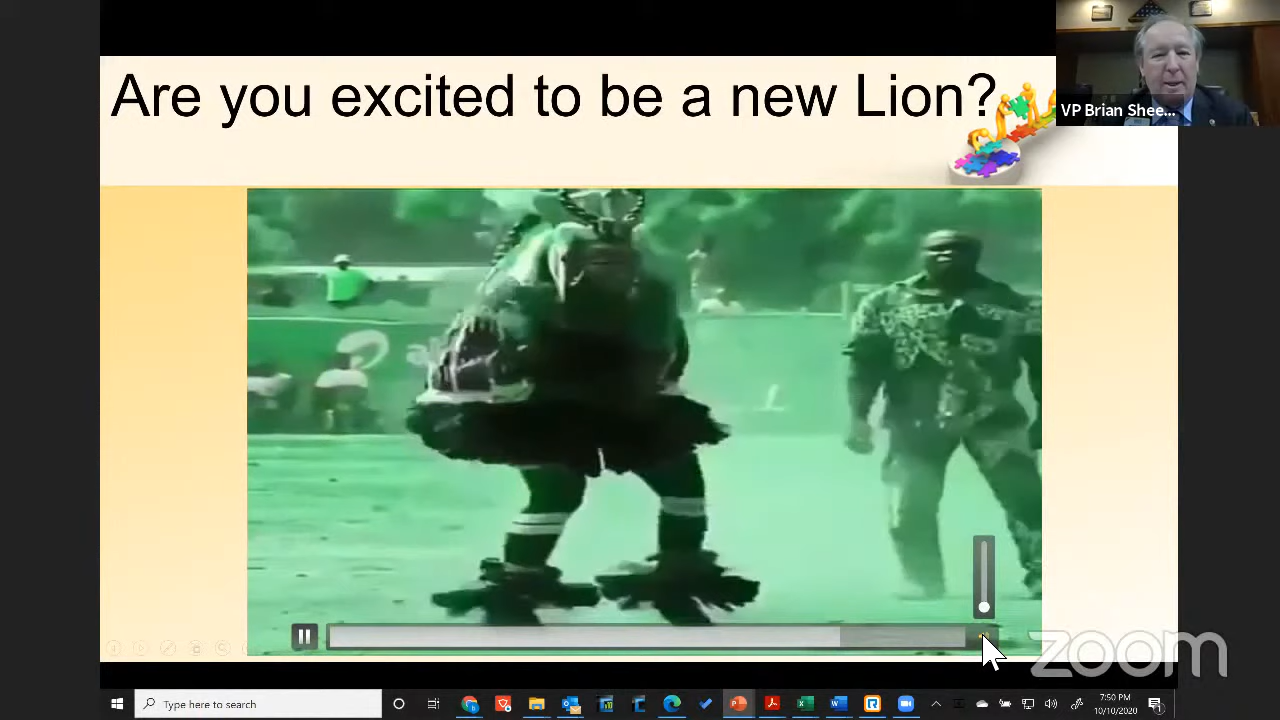 Are you excited to be a new Lion?
VP Brian Shee...
zoom
Type here to search
7:50 PM
10/10/2020